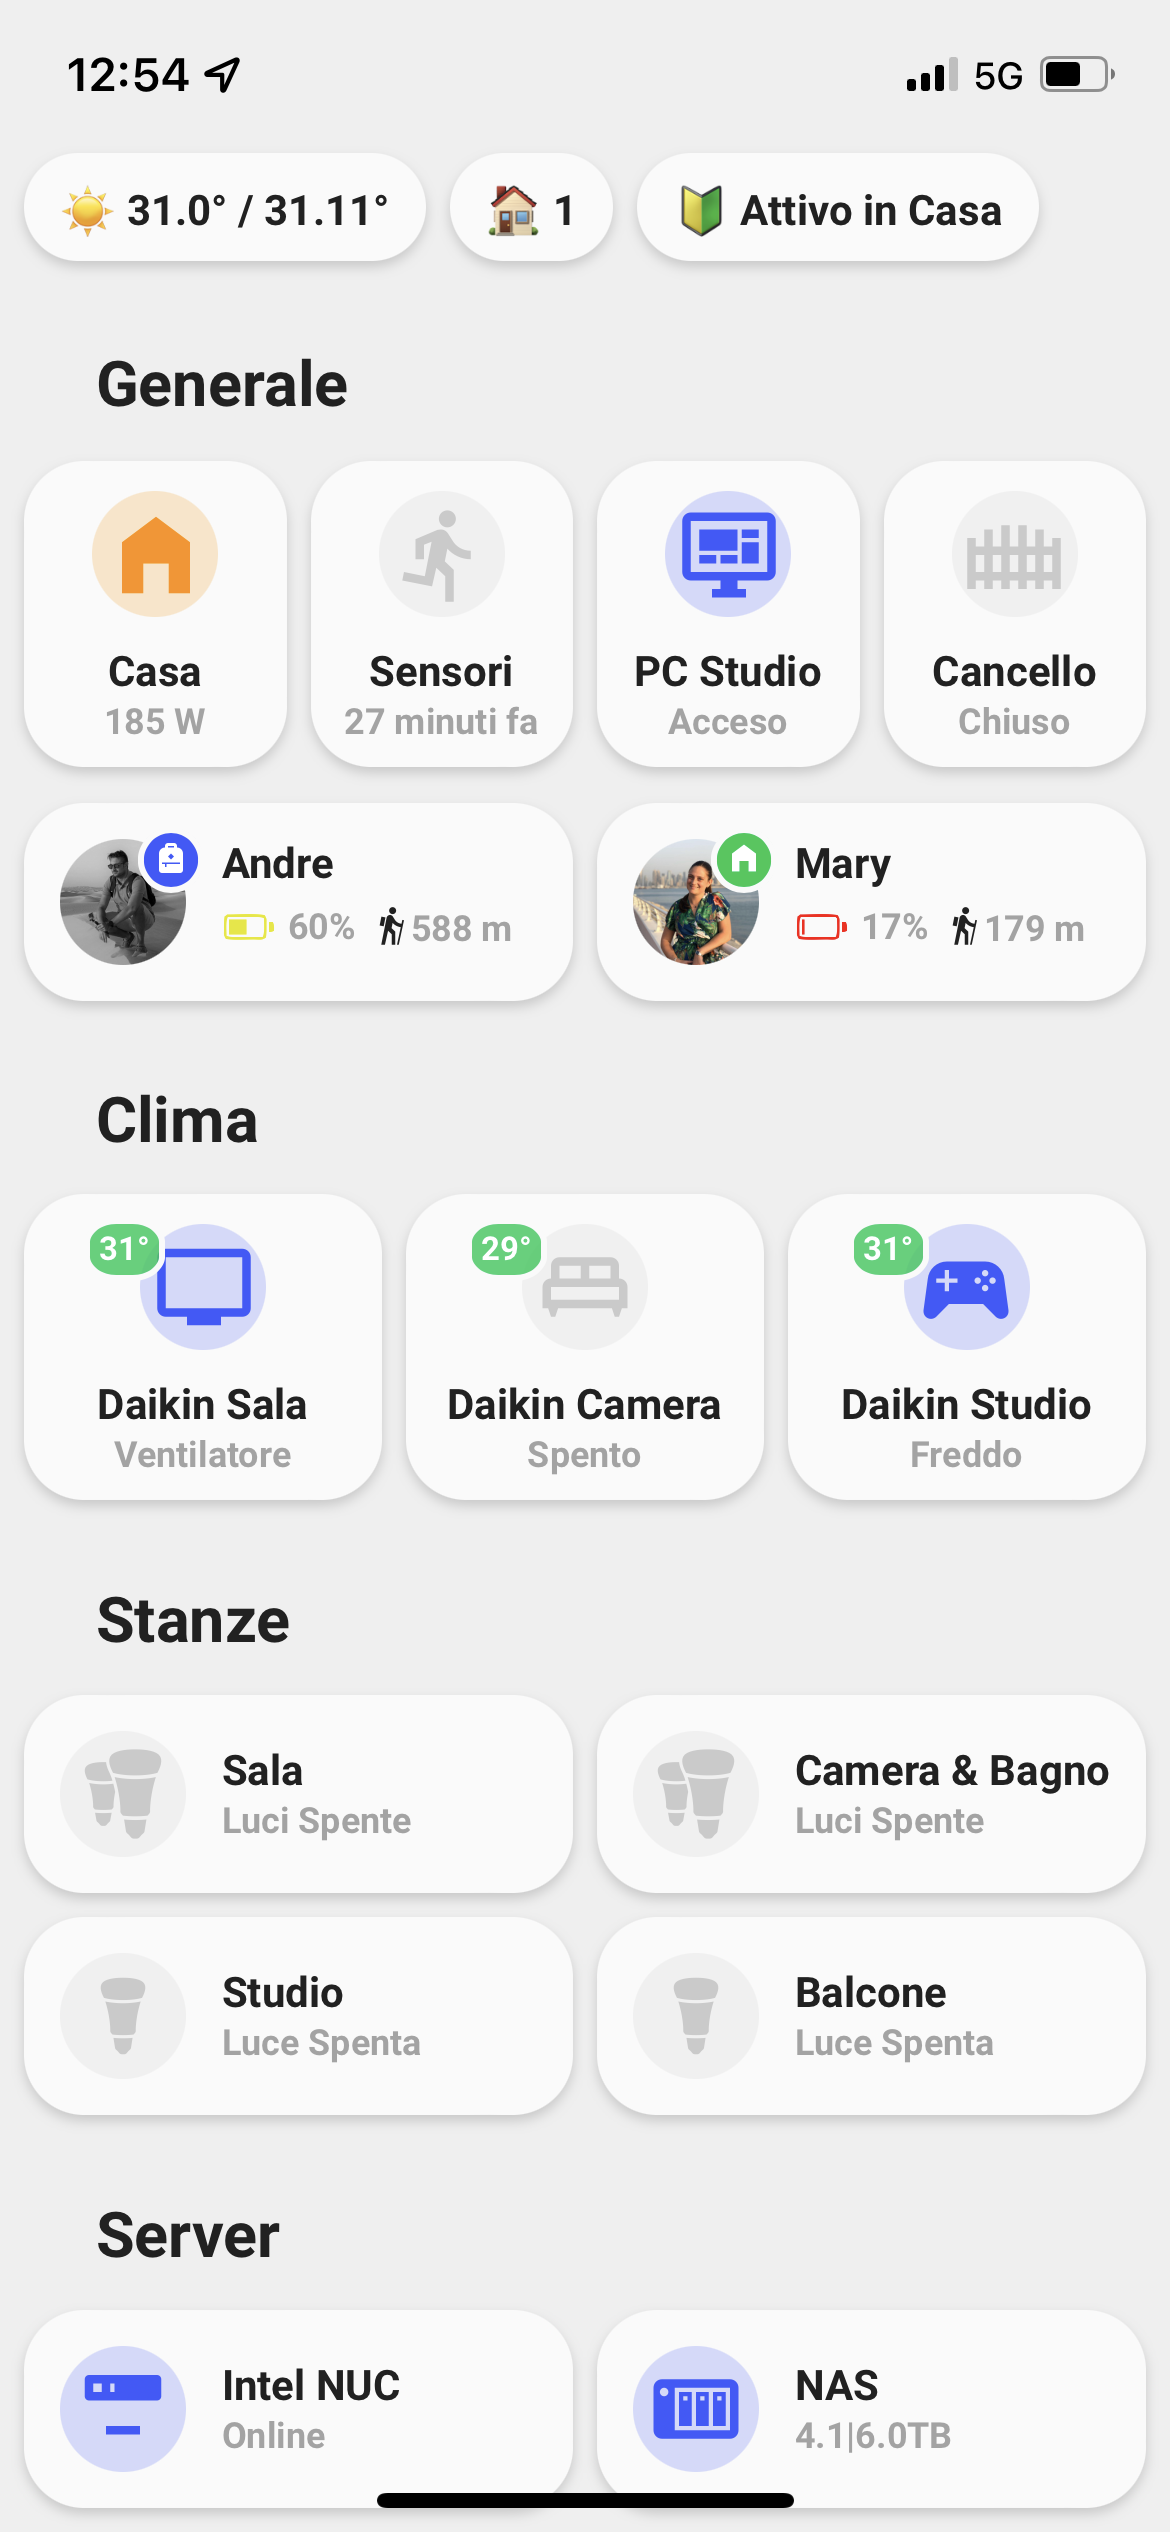 12:54 5G
31.0° / 31.11° 1 Attivo in Casa
Generale
Casa
185 W
Sensori
27 minuti fa
PC Studio
Acceso
Cancello
Chiuso
Andre
60% 588 m
Mary
17% 179 m
Clima
31°
Daikin Sala
Ventilatore
29°
Daikin Camera
Spento
31°
Daikin Studio
Freddo
Stanze
Sala
Luci Spente
Camera & Bagno
Luci Spente
Studio
Luce Spenta
Balcone
Luce Spenta
Server
Intel NUC
Online
NAS
4.1|6.0TB